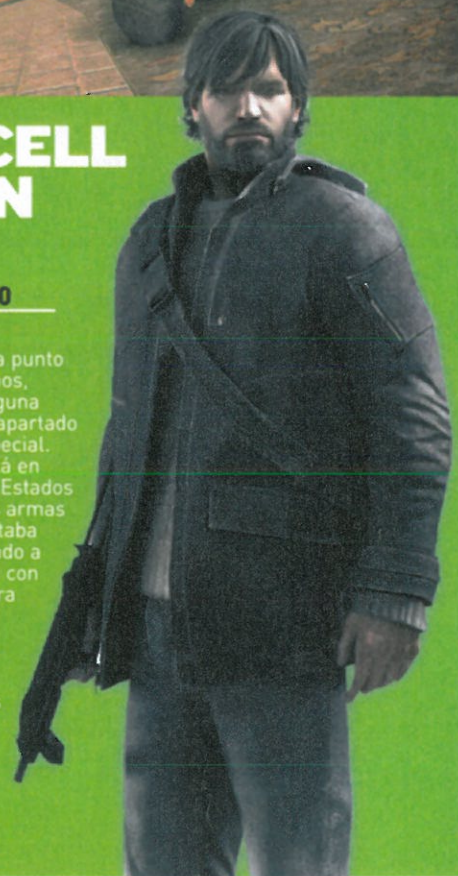 CELL
N
0
a punto
os,
guna
apartado
ecial.
á en
Estados
armas
taba
do a
con
ra